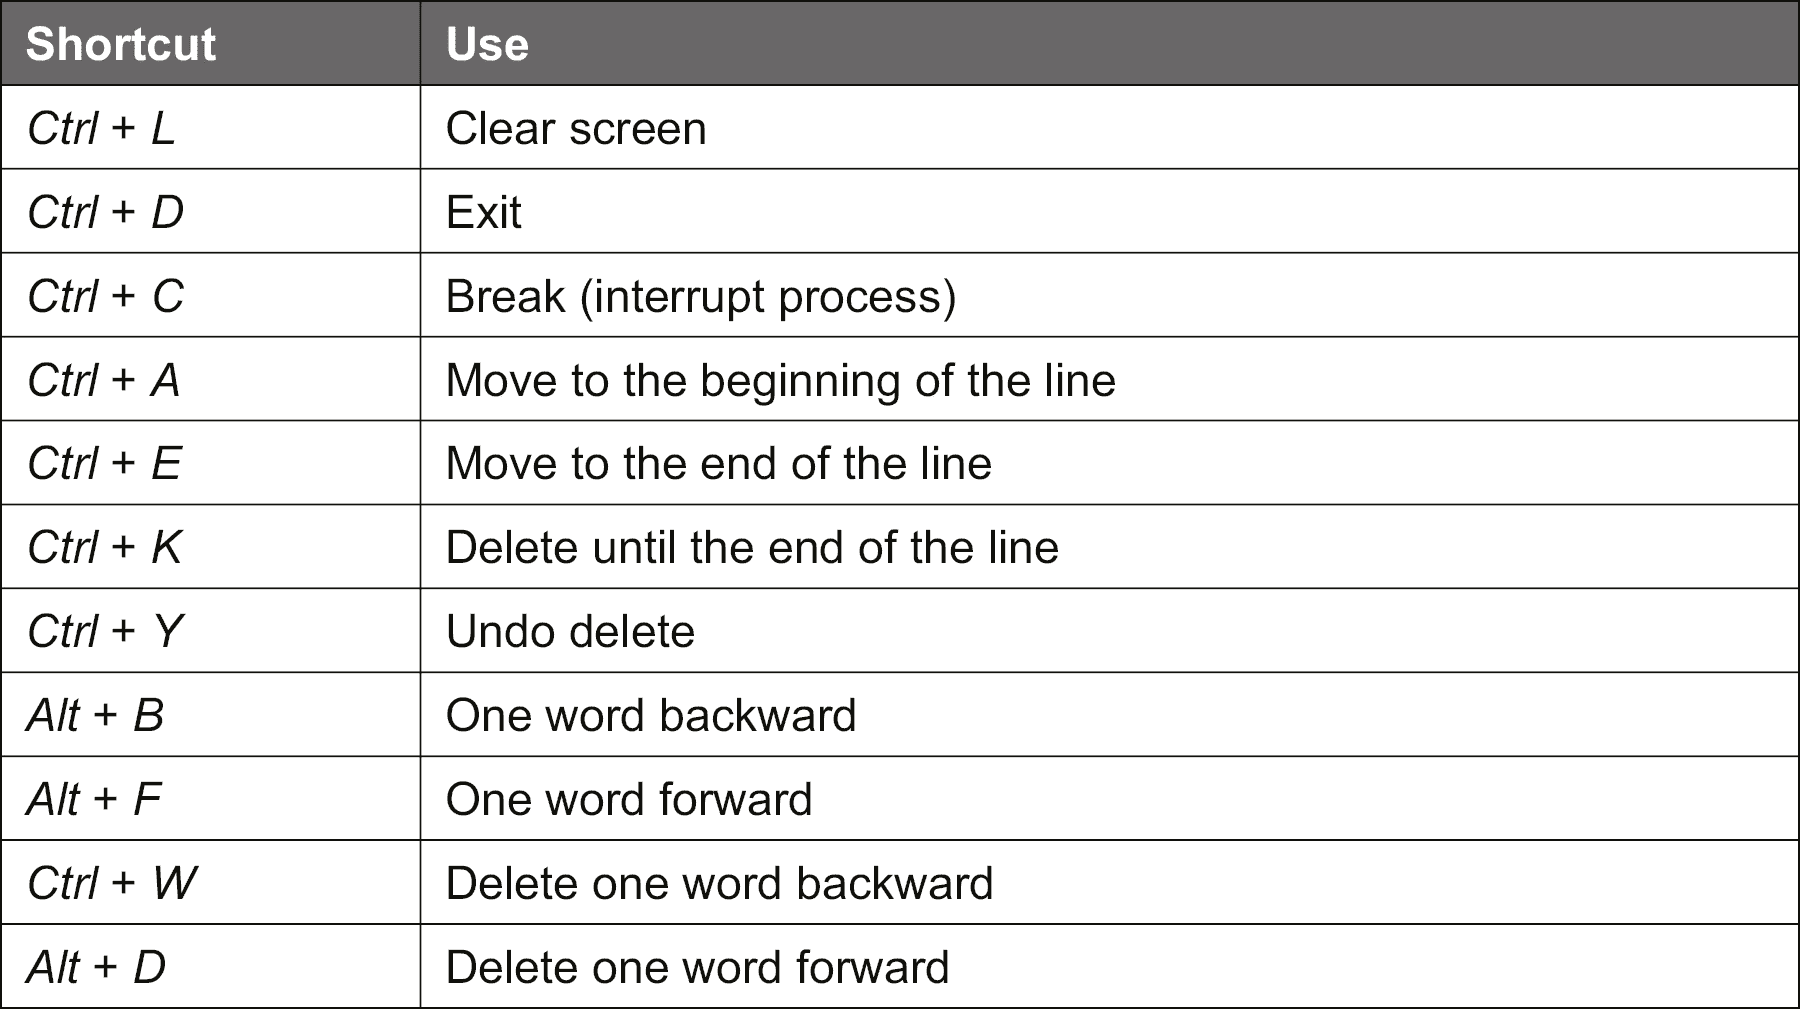 Shortcut Use
Ctrl + L Clear screen
Ctrl + D Exit
Ctrl + C Break (interrupt process)
Ctrl + A Move to the beginning of the line
Ctrl + E Move to the end of the line
Ctrl + K Delete until the end of the line
Ctrl + Y Undo delete
Alt + B One word backward
Alt + F One word forward
Ctrl + W Delete one word backward
Alt + D Delete one word forward